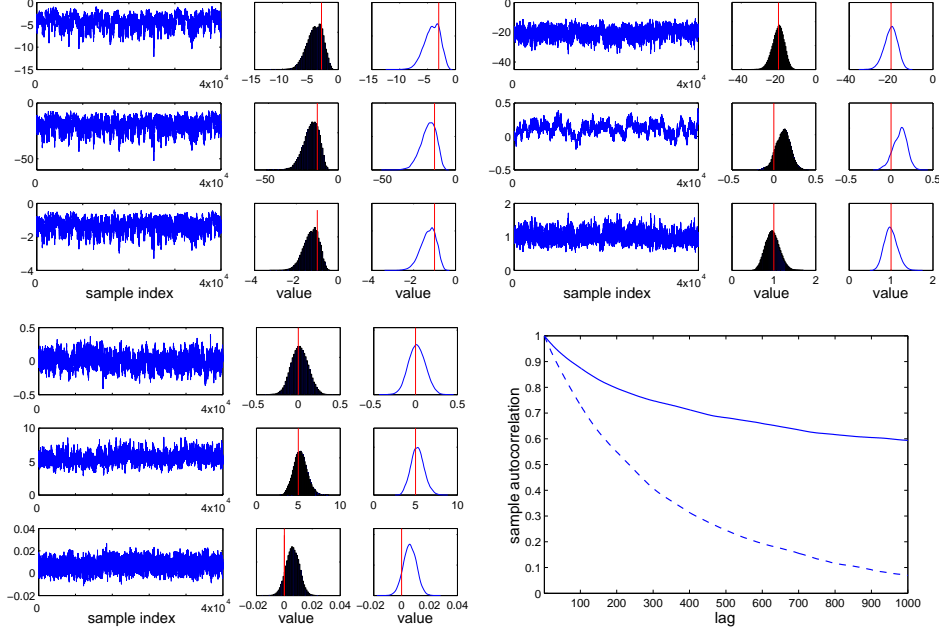 0
−5
−10
−15
0 4x10^4 −15 −10 −5 0 −15 −10 −5 0
0
−50
0 4x10^4 −50 0 −50 0
0
−2
−4
0 4x10^4 −4 −2 0 −4 −2 0
sample index value value
0
−20
−40
0 4x10^4 −40 −20 0 −40 −20 0
0.5
0
−0.5
0 4x10^4 −0.5 0 0.5 −0.5 0 0.5
2
1
0
0 4x10^4 0 1 2 0 1 2
sample index value value
0.5
0
−0.5
0 4x10^4 −0.5 0 0.5 −0.5 0 0.5
10
5
0
0 4x10^4 0 5 10 0 5 10
0.04
0.02
0
−0.02
0 4x10^4 −0.02 0 0.02 0.04 −0.02 0 0.02 0.04
sample index value value
1
0.9
0.8
0.7
0.6
0.5
0.4
0.3
0.2
0.1
0
sample autocorrelation
100 200 300 400 500 600 700 800 900 1000
lag